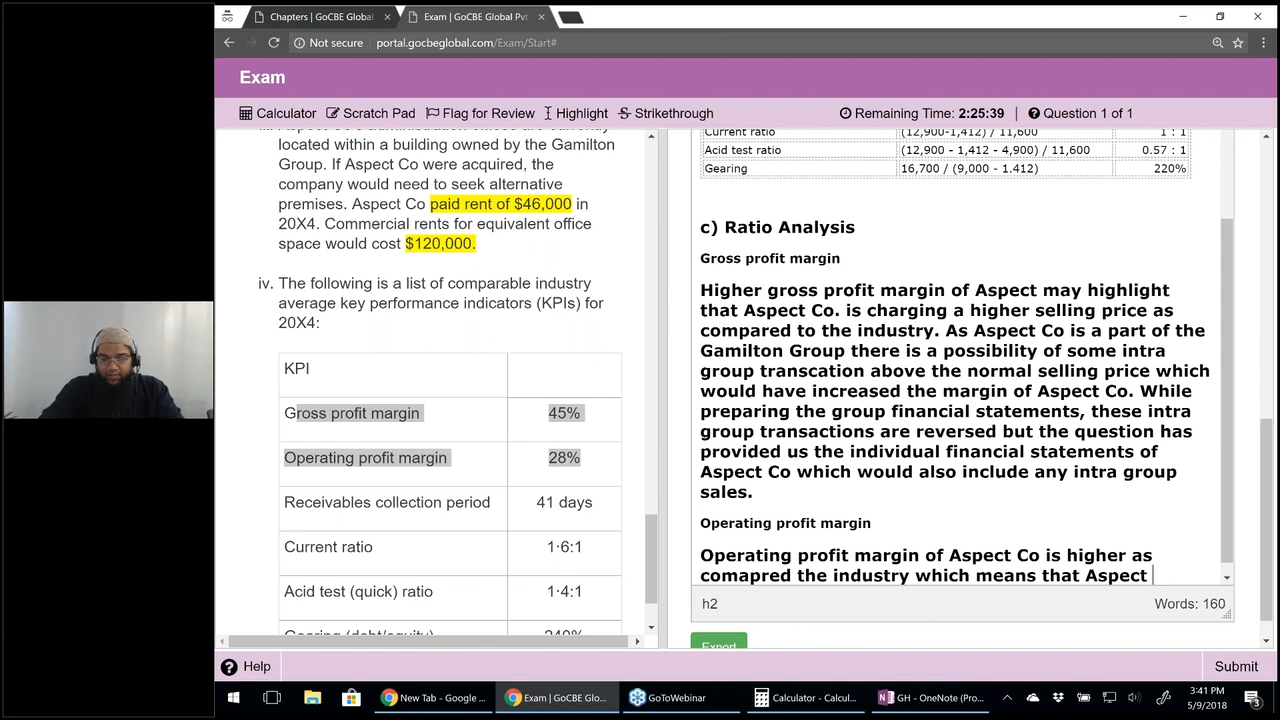 Chapters | GoCBE Global
Exam | GoCBE Global Pvt
Not secure
portal.gocbeglobal.com/Exam/Start#
Exam
Calculator
Scratch Pad
Flag for Review
Highlight
Strikethrough
Remaining Time: 2:25:39
Question 1 of 1
located within a building owned by the Gamilton
Group. If Aspect Co were acquired, the
company would need to seek alternative
premises. Aspect Co paid rent of $46,000 in
20X4. Commercial rents for equivalent office
space would cost $120,000.
iv. The following is a list of comparable industry
average key performance indicators (KPIs) for
20X4:
KPI
Gross profit margin 45%
Operating profit margin 28%
Receivables collection period 41 days
Current ratio 1·6:1
Acid test (quick) ratio 1·4:1
Gearing (debt/equity) 240%
Current ratio (12,900-1,412) / 11,600 1 : 1
Acid test ratio (12,900 - 1,412 - 4,900) / 11,600 0.57 : 1
Gearing 16,700 / (9,000 - 1.412) 220%
c) Ratio Analysis
Gross profit margin
Higher gross profit margin of Aspect may highlight
that Aspect Co. is charging a higher selling price as
compared to the industry. As Aspect Co is a part of the
Gamilton Group there is a possibility of some intra
group transcation above the normal selling price which
would have increased the margin of Aspect Co. While
preparing the group financial statements, these intra
group transactions are reversed but the question has
provided us the individual financial statements of
Aspect Co which would also include any intra group
sales.
Operating profit margin
Operating profit margin of Aspect Co is higher as
comapred the industry which means that Aspect
h2
Words: 160
Export
Help
Submit
New Tab - Google ...
Exam | GoCBE Glo...
GoToWebinar
Calculator - Calcul...
GH - OneNote (Pro...
3:41 PM
5/9/2018
3